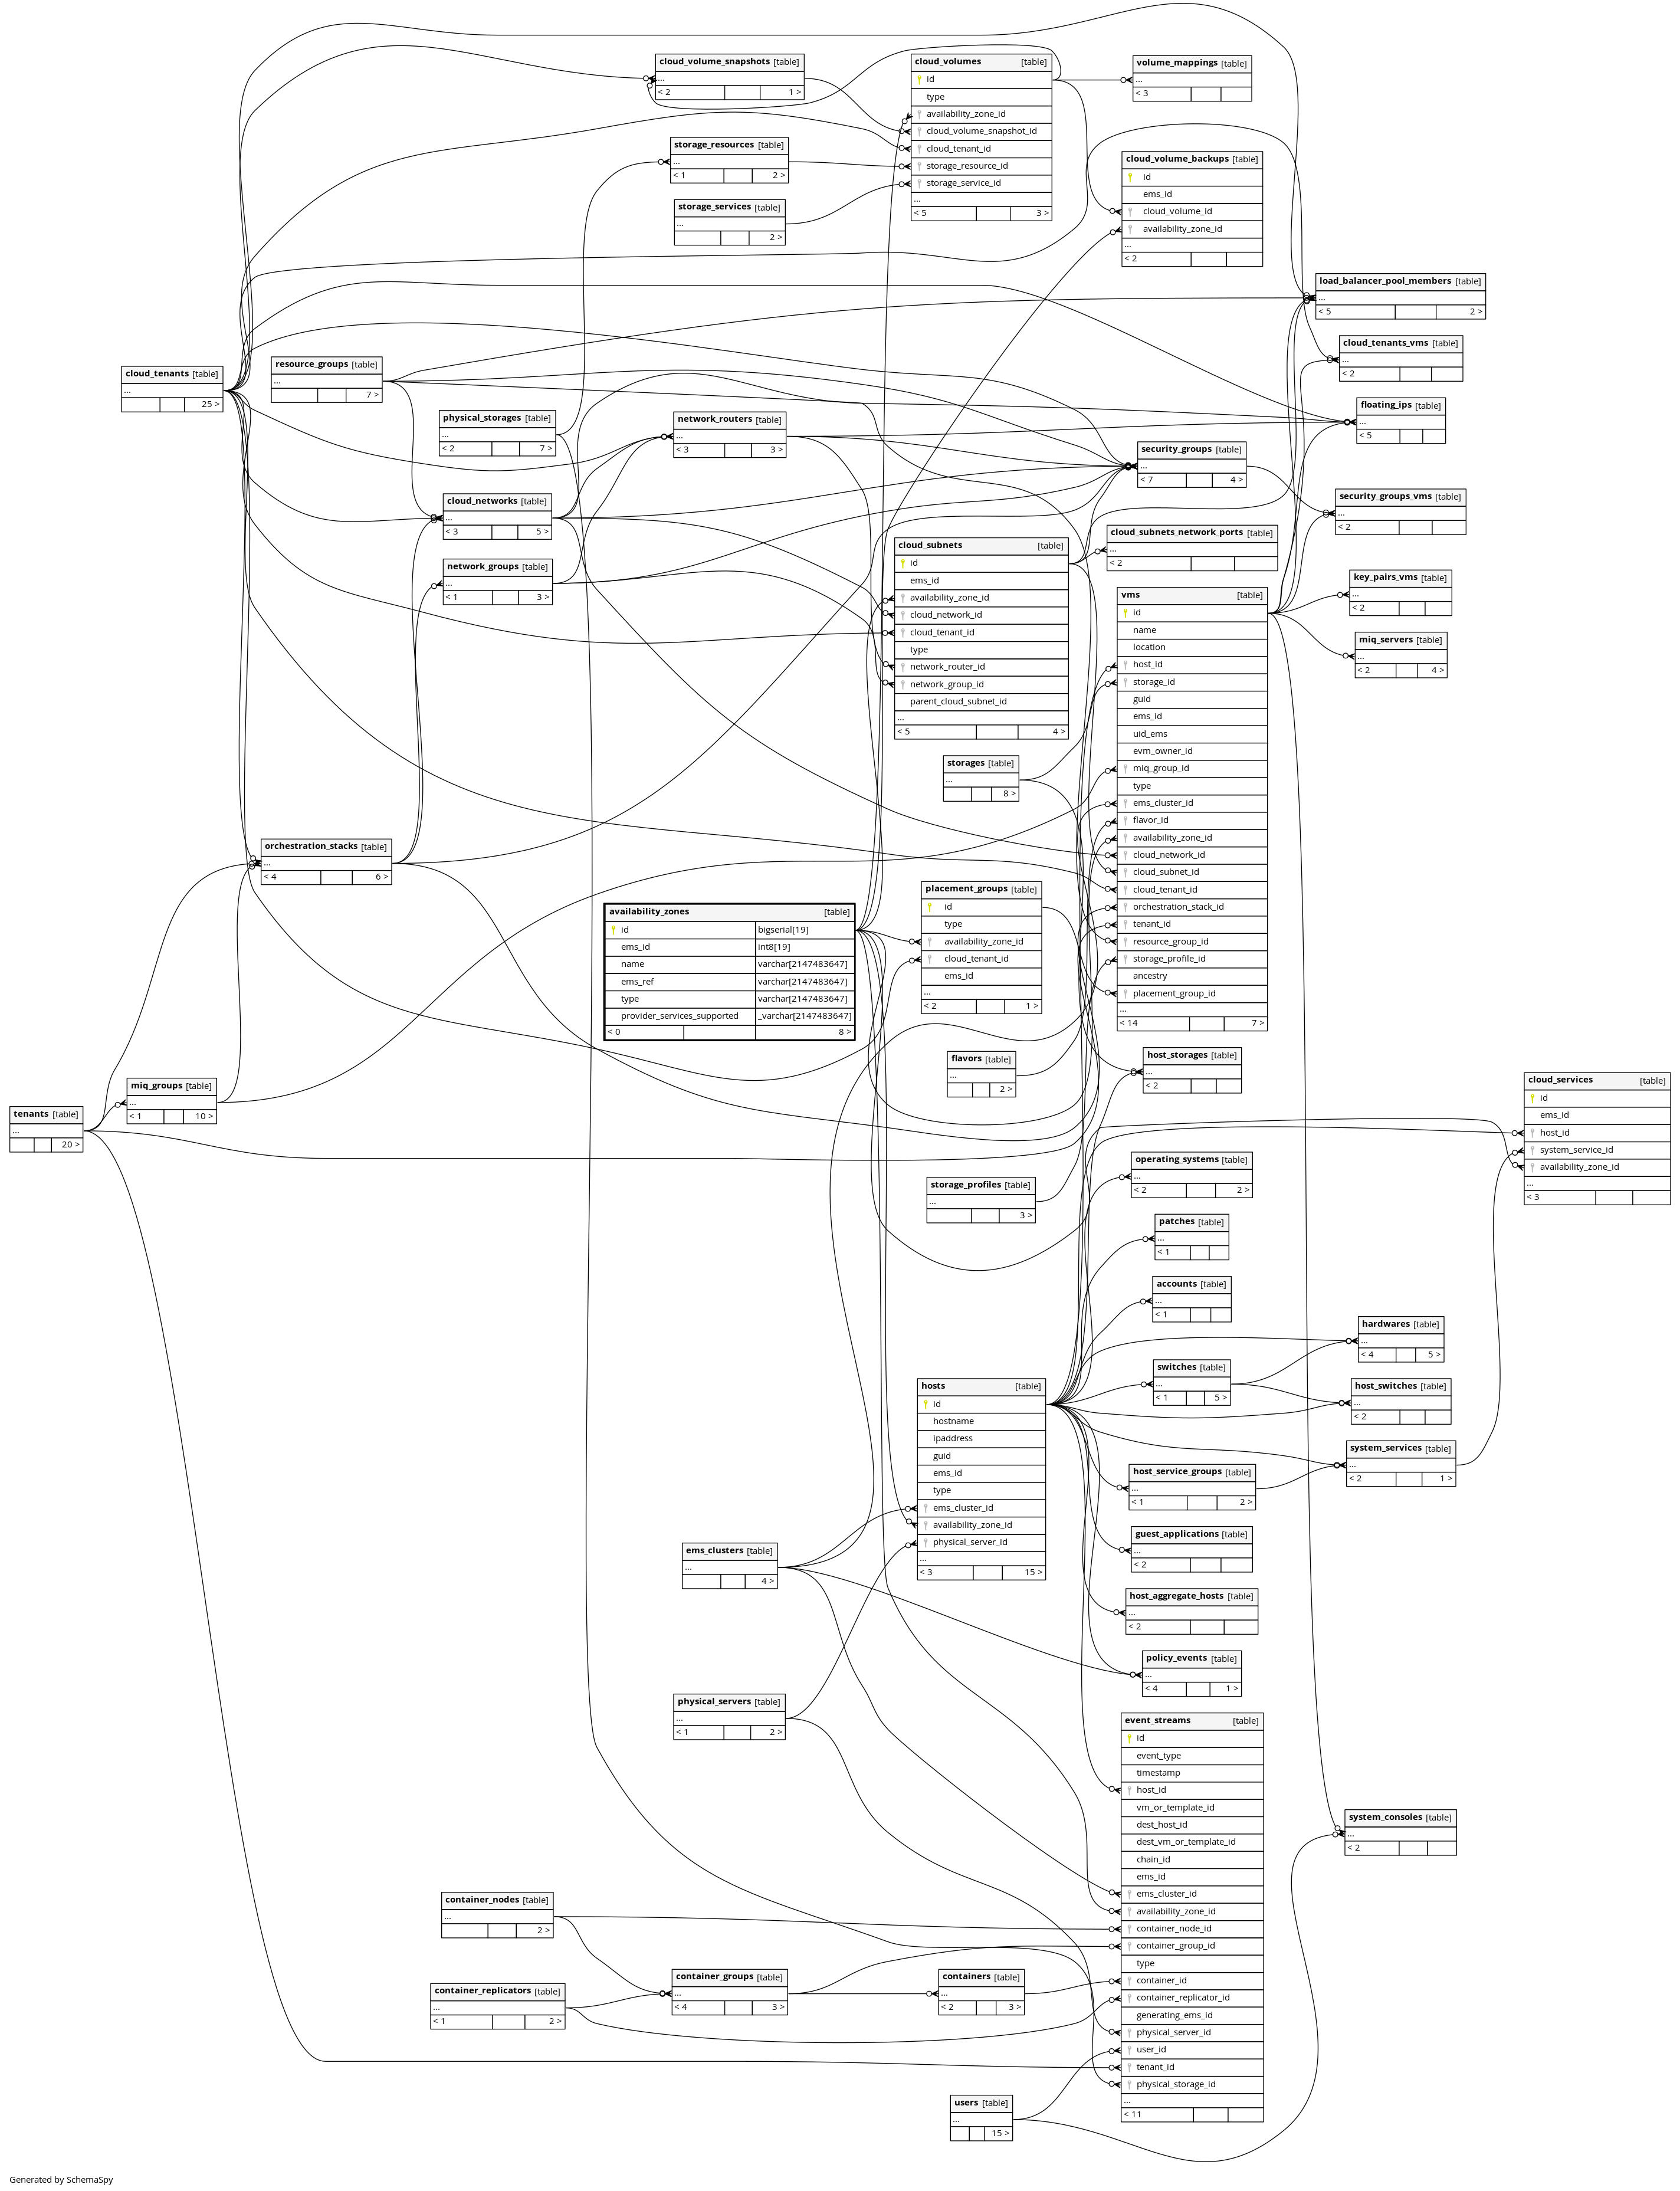 cloud_volume_snapshots [table]
...
< 2 1 >
cloud_volumes [table]
id
type
availability_zone_id
cloud_volume_snapshot_id
cloud_tenant_id
storage_resource_id
storage_service_id
...
< 5 3 >
volume_mappings [table]
...
< 3
storage_resources [table]
...
< 1 2 >
storage_services [table]
...
2 >
cloud_volume_backups [table]
id
ems_id
cloud_volume_id
availability_zone_id
...
< 2
load_balancer_pool_members [table]
...
< 5 2 >
cloud_tenants_vms [table]
...
< 2
cloud_tenants [table]
...
25 >
resource_groups [table]
...
7 >
physical_storages [table]
...
< 2 7 >
network_routers [table]
...
< 3 3 >
floating_ips [table]
...
< 5
security_groups [table]
...
< 7 4 >
cloud_networks [table]
...
< 3 5 >
security_groups_vms [table]
...
< 2
network_groups [table]
...
< 1 3 >
cloud_subnets [table]
id
ems_id
availability_zone_id
cloud_network_id
cloud_tenant_id
type
network_router_id
network_group_id
parent_cloud_subnet_id
...
< 5 4 >
cloud_subnets_network_ports [table]
...
< 2
key_pairs_vms [table]
...
< 2
miq_servers [table]
...
< 2 4 >
vms [table]
id
name
location
host_id
storage_id
guid
ems_id
uid_ems
evm_owner_id
miq_group_id
type
ems_cluster_id
flavor_id
availability_zone_id
cloud_network_id
cloud_subnet_id
cloud_tenant_id
orchestration_stack_id
tenant_id
resource_group_id
storage_profile_id
ancestry
placement_group_id
...
< 14 7 >
storages [table]
...
8 >
orchestration_stacks [table]
...
< 4 6 >
availability_zones [table]
id bigserial[19]
ems_id int8[19]
name varchar[2147483647]
ems_ref varchar[2147483647]
type varchar[2147483647]
provider_services_supported _varchar[2147483647]
< 0 8 >
placement_groups [table]
id
type
availability_zone_id
cloud_tenant_id
ems_id
...
< 2 1 >
flavors [table]
...
2 >
host_storages [table]
...
< 2
miq_groups [table]
...
< 1 10 >
tenants [table]
...
20 >
cloud_services [table]
id
ems_id
host_id
system_service_id
availability_zone_id
...
< 3
storage_profiles [table]
...
3 >
operating_systems [table]
...
< 2 2 >
patches [table]
...
< 1
accounts [table]
...
< 1
hardwares [table]
...
< 4 5 >
switches [table]
...
< 1 5 >
host_switches [table]
...
< 2
hosts [table]
id
hostname
ipaddress
guid
ems_id
type
ems_cluster_id
availability_zone_id
physical_server_id
...
< 3 15 >
system_services [table]
...
< 2 1 >
host_service_groups [table]
...
< 1 2 >
guest_applications [table]
...
< 2
ems_clusters [table]
...
4 >
host_aggregate_hosts [table]
...
< 2
policy_events [table]
...
< 4 1 >
physical_servers [table]
...
< 1 2 >
event_streams [table]
id
event_type
timestamp
host_id
vm_or_template_id
dest_host_id
dest_vm_or_template_id
chain_id
ems_id
ems_cluster_id
availability_zone_id
container_node_id
container_group_id
type
container_id
container_replicator_id
generating_ems_id
physical_server_id
user_id
tenant_id
physical_storage_id
...
< 11
system_consoles [table]
...
< 2
container_nodes [table]
...
2 >
container_groups [table]
...
< 4 3 >
containers [table]
...
< 2 3 >
container_replicators [table]
...
< 1 2 >
users [table]
...
15 >
Generated by SchemaSpy